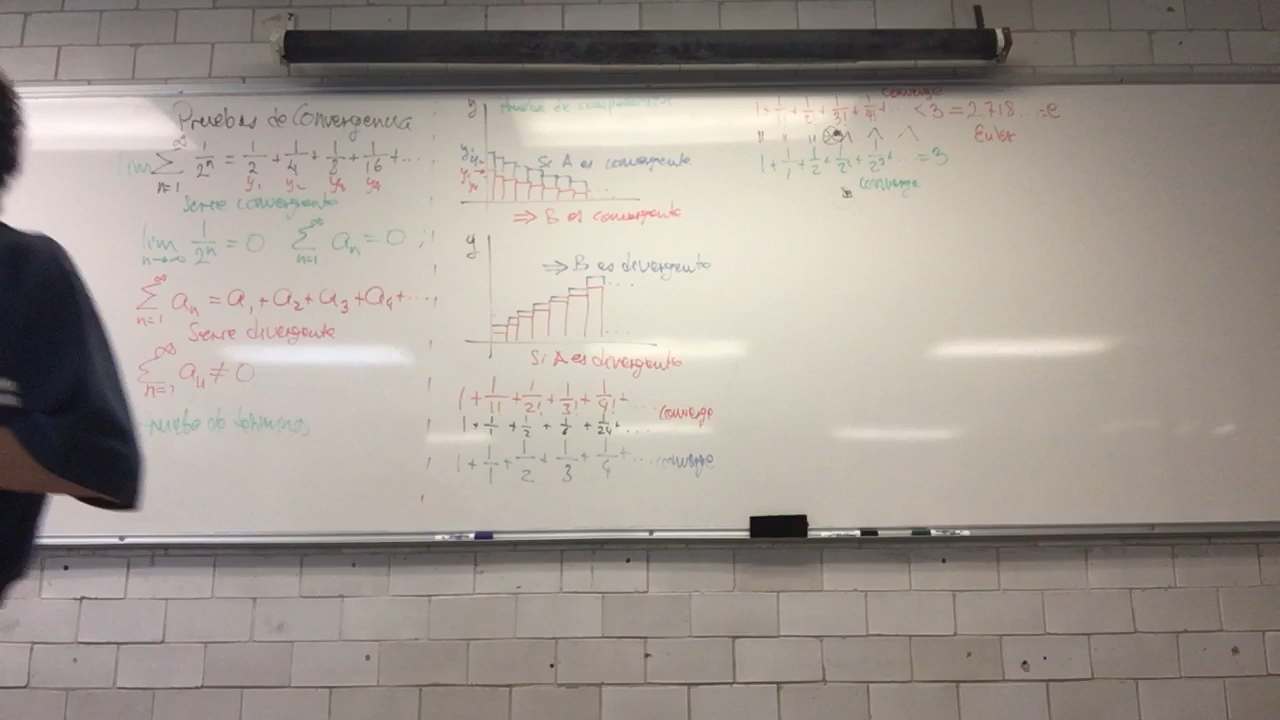 Pruebas de Convergencia
lim ∞ Σ n=1 1/2ⁿ = 1/2 + 1/4 + 1/8 + 1/16 + ...
y₁ y₂ y₃ y₄
Serie convergente
lim n→∞ 1/2ⁿ = 0 ∞ Σ n=1 aₙ = 0
∞ Σ n=1 aₙ = a₁ + a₂ + a₃ + a₄ + ...
Serie divergente
∞ Σ n=1 aₙ ≠ 0
Prueba de
y Prueba de comparación
Si A es convergente
⇒ B es convergente
y
⇒ B es divergente
Si A es divergente
1 + 1/1! + 1/2! + 1/3! + 1/4! + ... converge
1 + 1/1 + 1/2 + 1/6 + 1/24 + ...
1 + 1/1 + 1/2 + 1/3 + 1/4 + ... converge
converge
1 + 1/1! + 1/2! + 1/3! + 1/4! + < 3 = 2.718... = e
Euler
1 + 1/1 + 1/2 + 1/2² + 1/2³ + = 3
converge